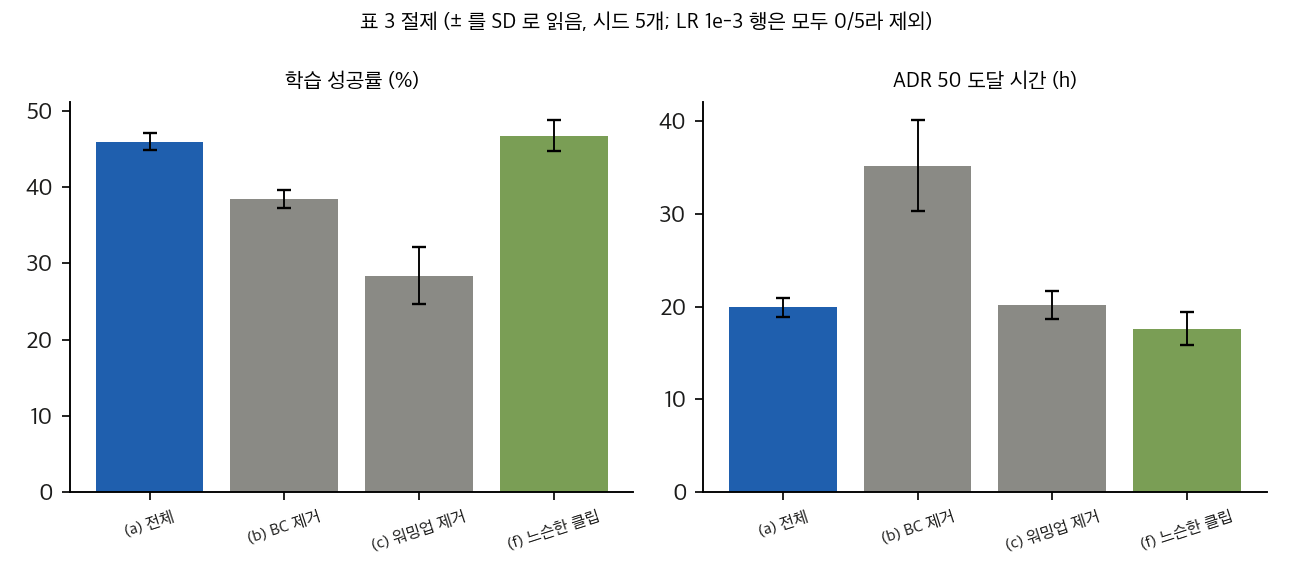 표 3 절제 (± 를 SD 로 읽음, 시드 5개; LR 1e-3 행은 모두 0/5라 제외)
학습 성공률 (%)
50
40
30
20
10
0
(a) 전체
(b) BC 제거
(c) 워밍업 제거
(f) 느슨한 클립
ADR 50 도달 시간 (h)
40
30
20
10
0
(a) 전체
(b) BC 제거
(c) 워밍업 제거
(f) 느슨한 클립